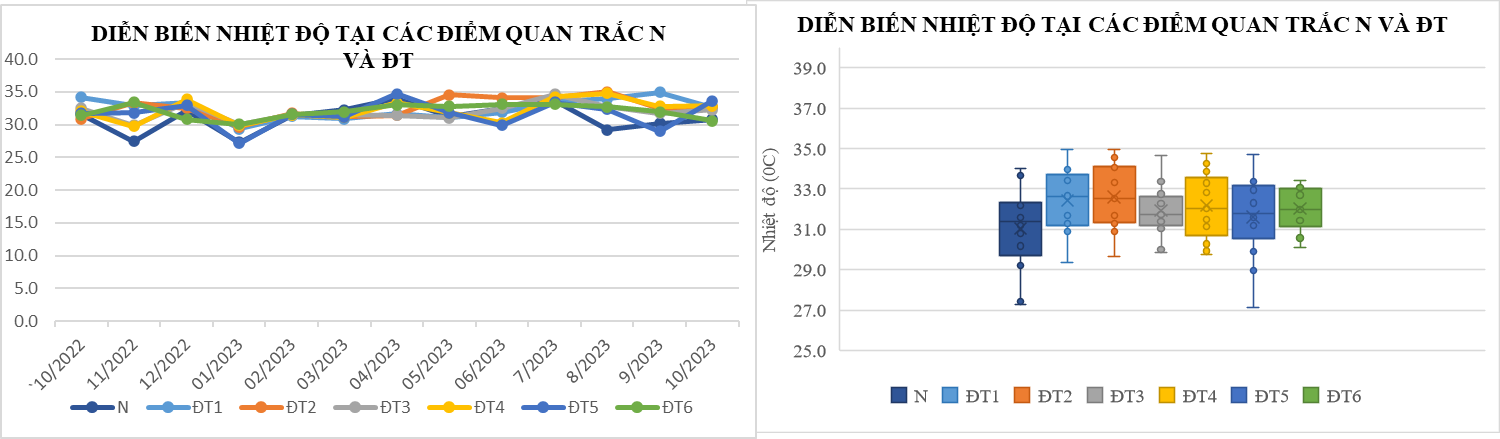 DIỄN BIẾN NHIỆT ĐỘ TẠI CÁC ĐIỂM QUAN TRẮC N
VÀ ĐT
40.0
35.0
30.0
25.0
20.0
15.0
10.0
5.0
0.0
10/2022 11/2022 12/2022 01/2023 02/2023 03/2023 04/2023 05/2023 06/2023 7/2023 8/2023 9/2023 10/2023
N ĐT1 ĐT2 ĐT3 ĐT4 ĐT5 ĐT6
DIỄN BIẾN NHIỆT ĐỘ TẠI CÁC ĐIỂM QUAN TRẮC N VÀ ĐT
Nhiệt độ (0C)
39.0
37.0
35.0
33.0
31.0
29.0
27.0
25.0
N ĐT1 ĐT2 ĐT3 ĐT4 ĐT5 ĐT6